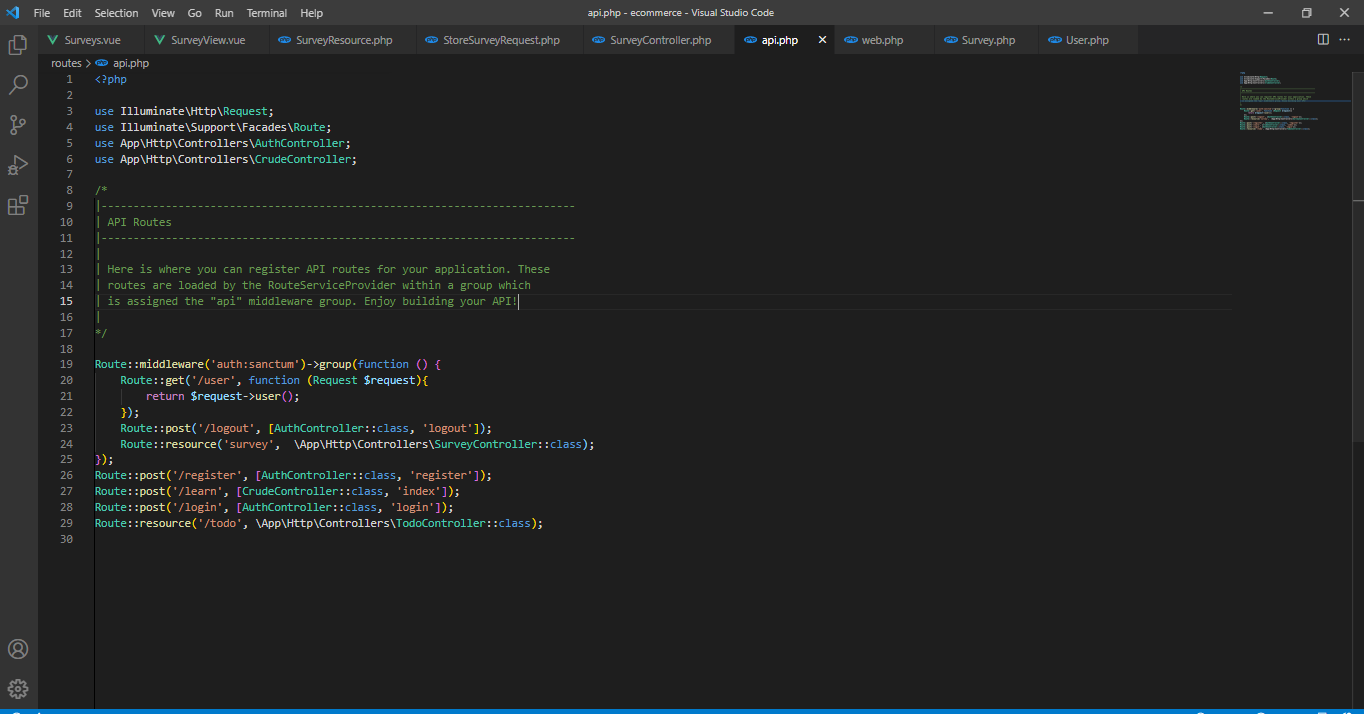 File Edit Selection View Go Run Terminal Help api.php - ecommerce - Visual Studio Code
Surveys.vue SurveyView.vue SurveyResource.php StoreSurveyRequest.php SurveyController.php api.php web.php Survey.php User.php
routes > api.php
1 <?php
2
3 use Illuminate\Http\Request;
4 use Illuminate\Support\Facades\Route;
5 use App\Http\Controllers\AuthController;
6 use App\Http\Controllers\CrudeController;
7
8 /*
9 |--------------------------------------------------------------------------
10 | API Routes
11 |--------------------------------------------------------------------------
12 |
13 | Here is where you can register API routes for your application. These
14 | routes are loaded by the RouteServiceProvider within a group which
15 | is assigned the "api" middleware group. Enjoy building your API!
16 |
17 */
18
19 Route::middleware('auth:sanctum')->group(function () {
20     Route::get('/user', function (Request $request){
21         return $request->user();
22     });
23     Route::post('/logout', [AuthController::class, 'logout']);
24     Route::resource('survey',  \App\Http\Controllers\SurveyController::class);
25 });
26 Route::post('/register', [AuthController::class, 'register']);
27 Route::post('/learn', [CrudeController::class, 'index']);
28 Route::post('/login', [AuthController::class, 'login']);
29 Route::resource('/todo', \App\Http\Controllers\TodoController::class);
30